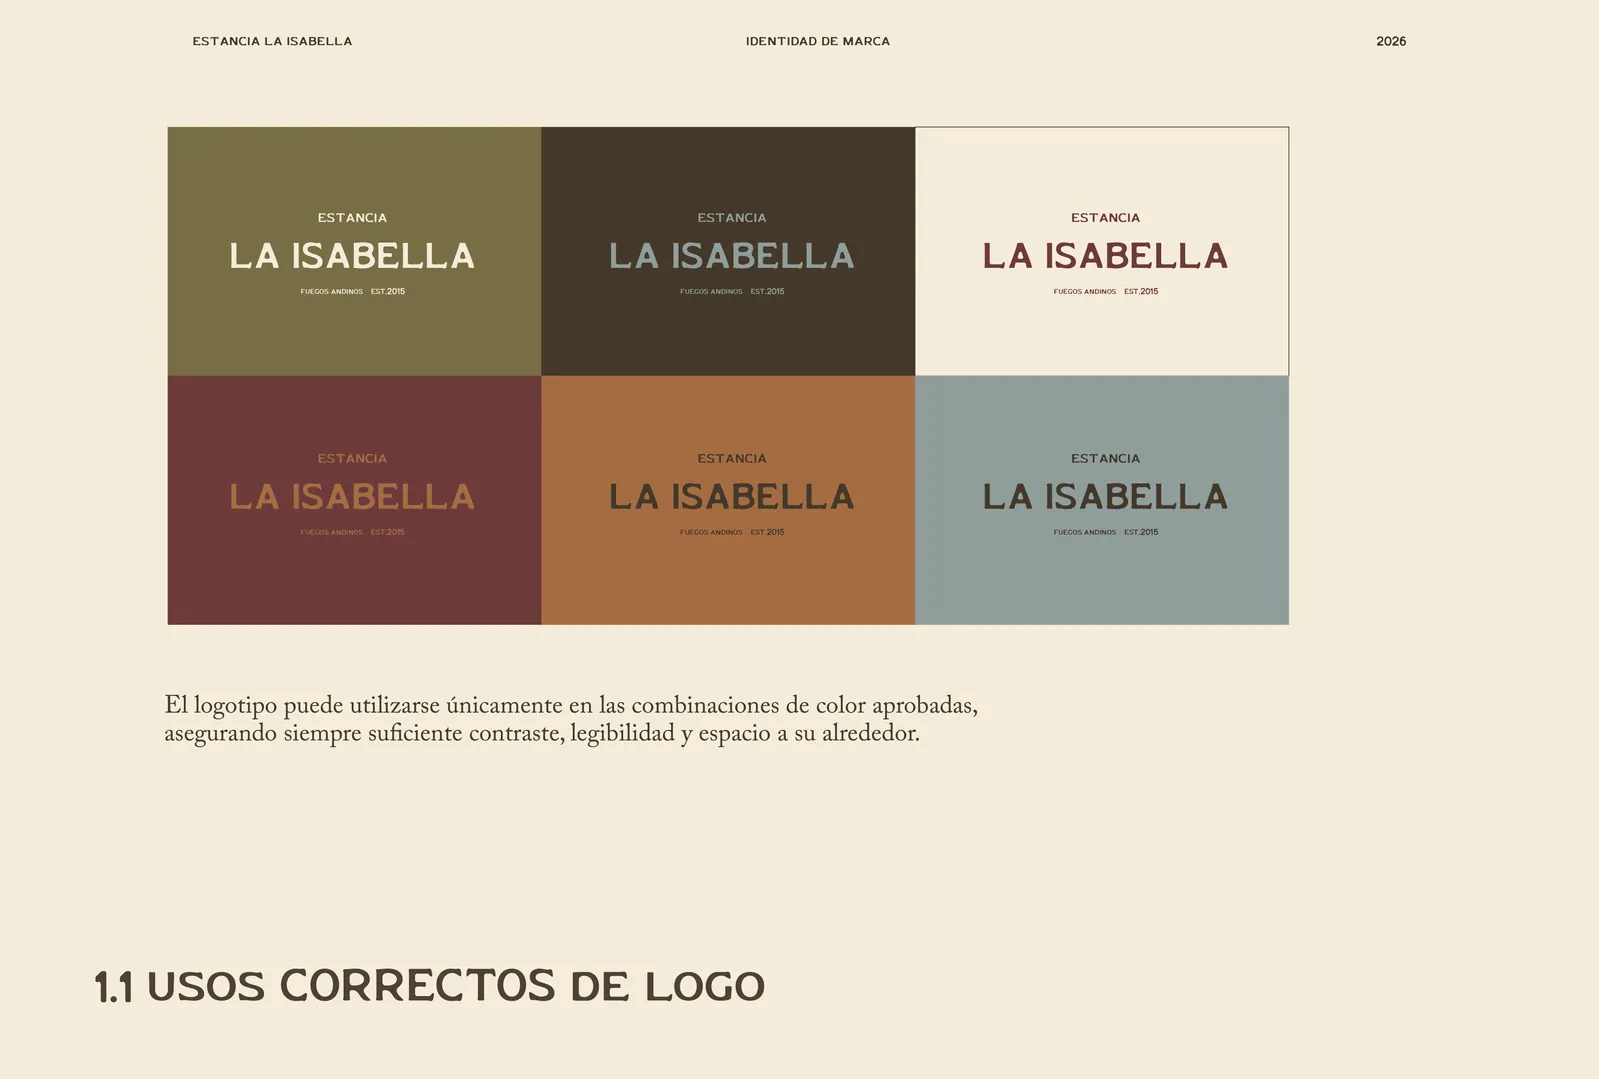 ESTANCIA LA ISABELLA
IDENTIDAD DE MARCA
2026
ESTANCIA
LA ISABELLA
FUEGOS ANDINOS EST.2015
ESTANCIA
LA ISABELLA
FUEGOS ANDINOS EST.2015
ESTANCIA
LA ISABELLA
FUEGOS ANDINOS EST.2015
ESTANCIA
LA ISABELLA
FUEGOS ANDINOS EST.2015
ESTANCIA
LA ISABELLA
FUEGOS ANDINOS EST.2015
ESTANCIA
LA ISABELLA
FUEGOS ANDINOS EST.2015
El logotipo puede utilizarse únicamente en las combinaciones de color aprobadas,
asegurando siempre suficiente contraste, legibilidad y espacio a su alrededor.
1.1 USOS CORRECTOS DE LOGO